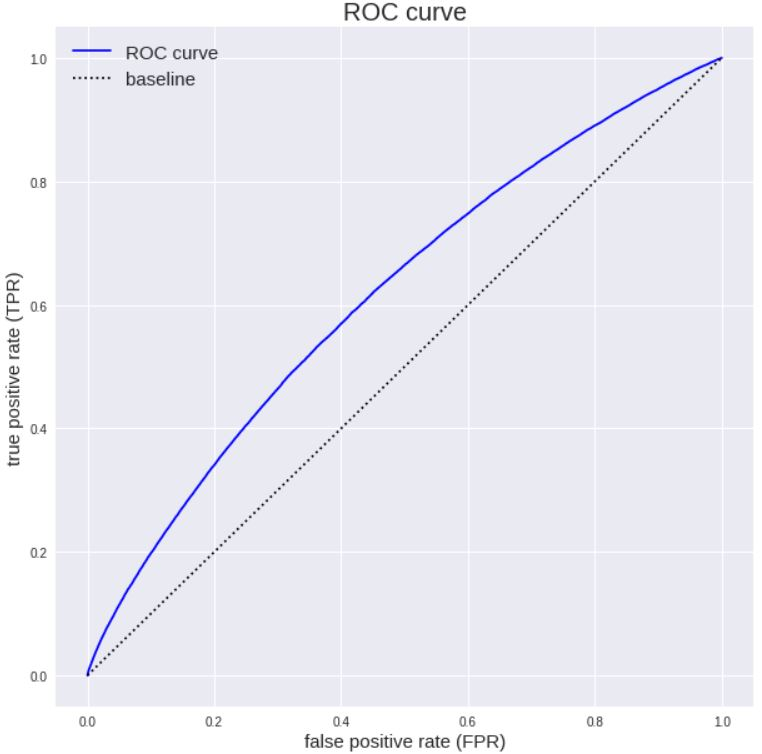 ROC curve
ROC curve
baseline
1.0
0.8
0.6
0.4
0.2
0.0
true positive rate (TPR)
0.0 0.2 0.4 0.6 0.8 1.0
false positive rate (FPR)